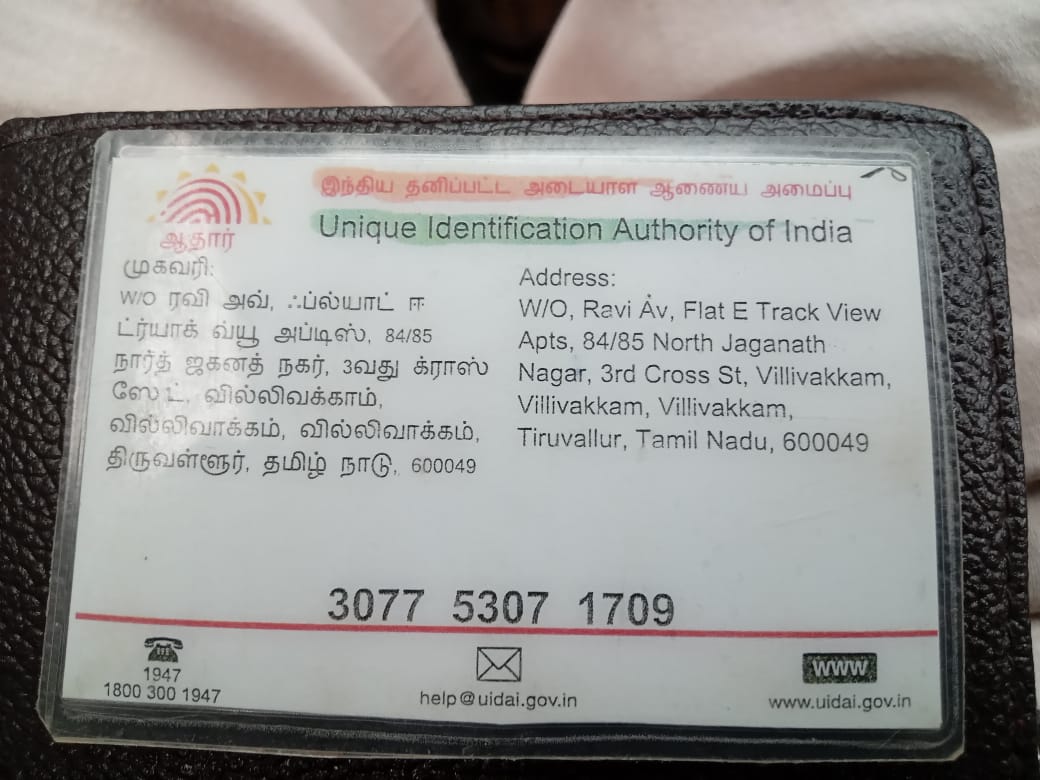 இந்திய தனிப்பட்ட அடையாள ஆணைய அமைப்பு
Unique Identification Authority of India
ஆதார்
முகவரி:
W/O ரவி அவ், ஃப்ல்யாட் ஈ
ட்ர்யாக் வ்யூ அப்டிஸ், 84/85
நார்த் ஜகனத் நகர், 3வது க்ராஸ்
ஸேட், வில்லிவக்காம்,
வில்லிவாக்கம், வில்லிவாக்கம்,
திருவள்ளூர், தமிழ் நாடு, 600049
Address:
W/O, Ravi Av, Flat E Track View
Apts, 84/85 North Jaganath
Nagar, 3rd Cross St, Villivakkam,
Villivakkam, Villivakkam,
Tiruvallur, Tamil Nadu, 600049
3077 5307 1709
1947
1800 300 1947
help@uidai.gov.in
www
www.uidai.gov.in